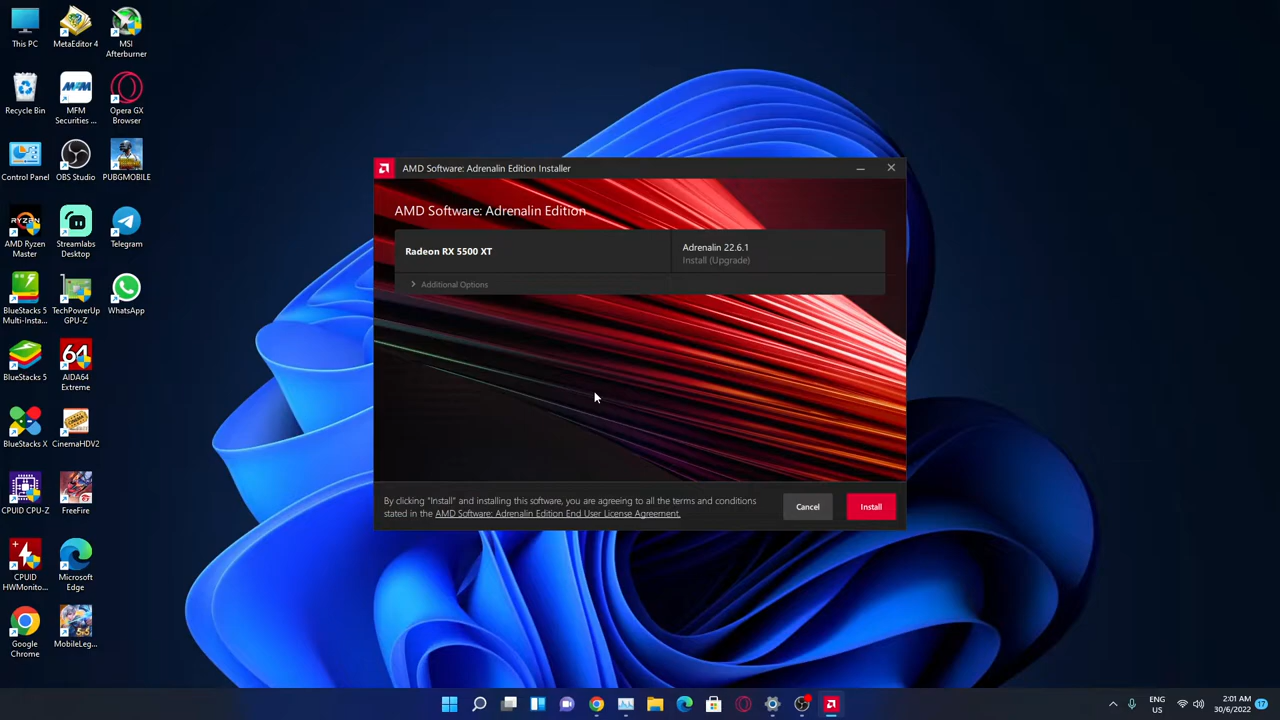 This PC
MetaEditor 4
MSI
Afterburner
Recycle Bin
MFM
MFM
Securities ...
Opera GX
Browser
Control Panel
OBS Studio
PUBGMOBILE
RYZEN
AMD Ryzen
Master
Streamlabs
Desktop
Telegram
BlueStacks 5
Multi-Insta...
TechPowerUp
GPU-Z
WhatsApp
BlueStacks 5
64
AIDA64
Extreme
BlueStacks X
CinemaHDV2
CPUID CPU-Z
FreeFire
CPUID
HWMonito...
Microsoft
Edge
Google
Chrome
5v5
MobileLeg...
AMD Software: Adrenalin Edition Installer
AMD Software: Adrenalin Edition
Radeon RX 5500 XT
Adrenalin 22.6.1
Install (Upgrade)
Additional Options
By clicking "Install" and installing this software, you are agreeing to all the terms and conditions
stated in the AMD Software: Adrenalin Edition End User License Agreement.
Cancel
Install
ENG
US
2:01 AM
30/6/2022
17